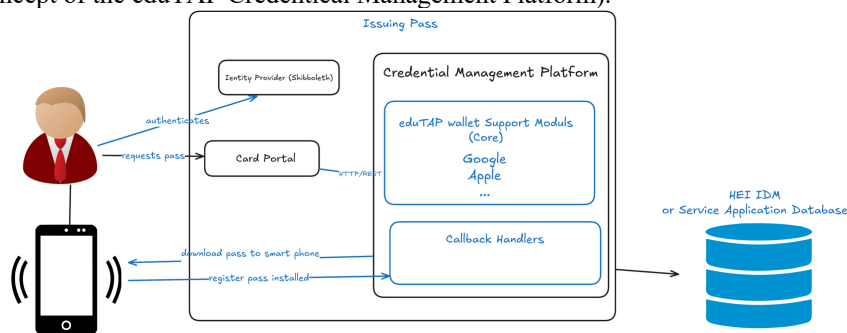 ncept of the eduTAP Credentical Management Platform).
Issuing Pass
Ientity Provider (Shibboleth)
Credential Management Platform
authenticates
eduTAP wallet Support Moduls
(Core)
Google
Apple
...
requests pass
Card Portal
HTTP/REST
HEI IDM
or Service Application Database
Callback Handlers
download pass to smart phone
register pass installed